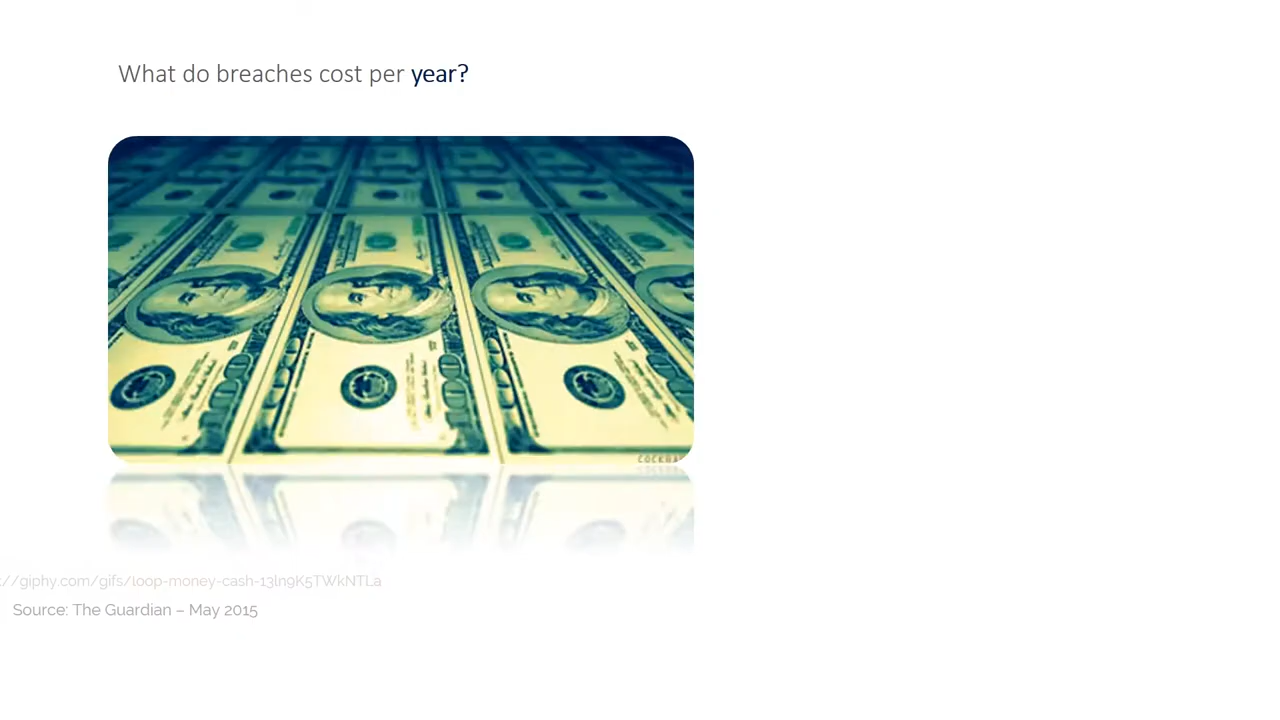 What do breaches cost per year?
://giphy.com/gifs/loop-money-cash-13ln9K5TWkNTLa
Source: The Guardian – May 2015